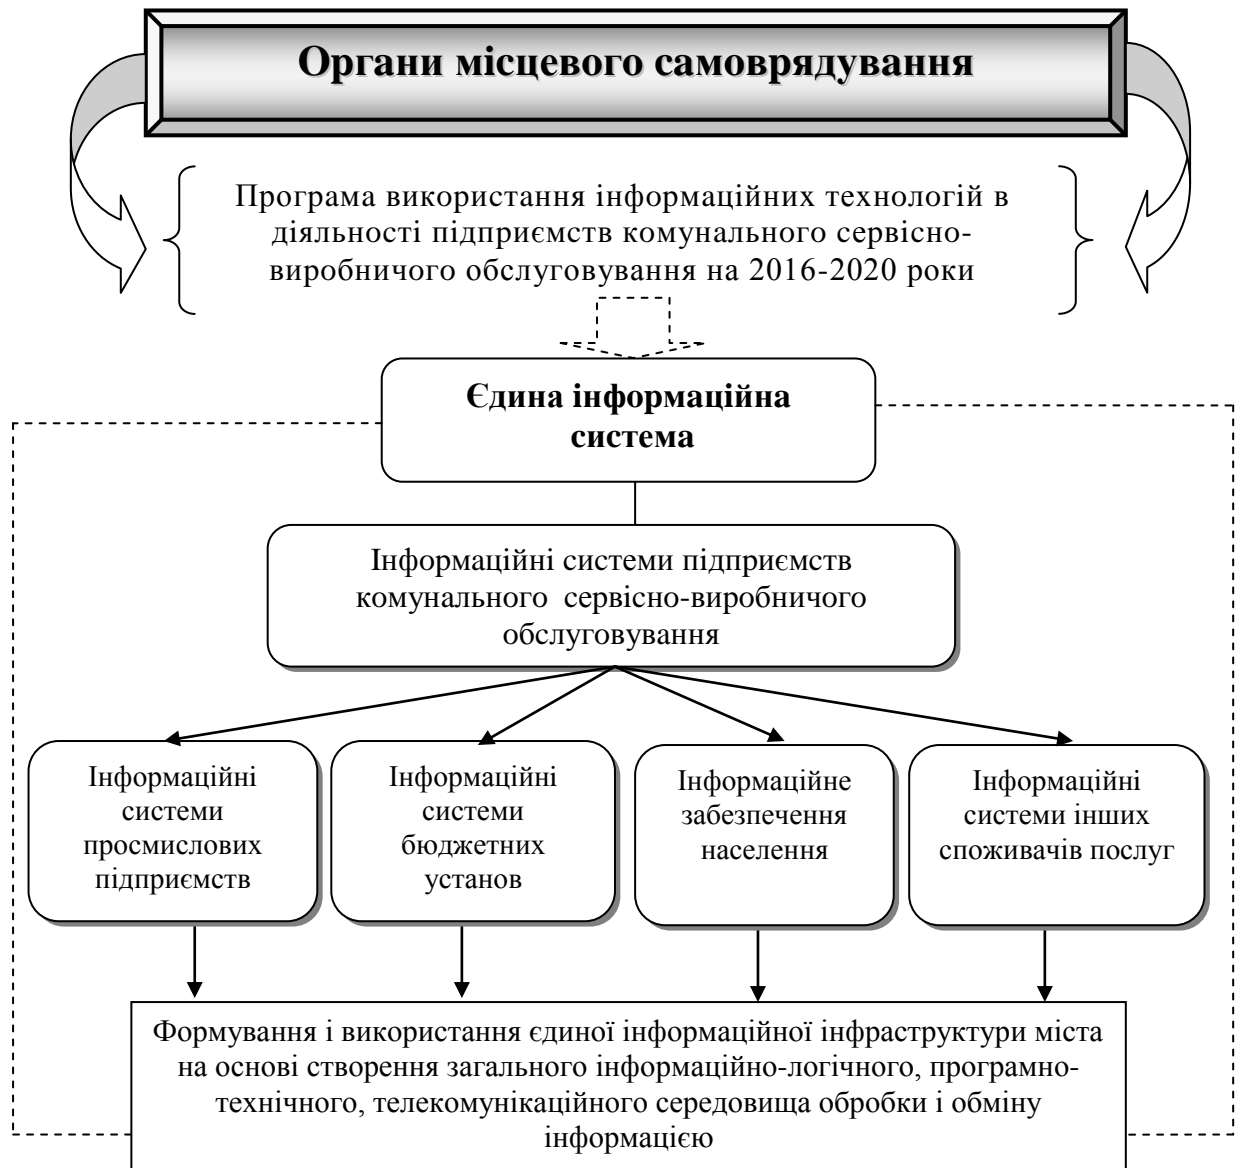 Органи місцевого самоврядування
Програма використання інформаційних технологій в
діяльності підприємств комунального сервісно-
виробничого обслуговування на 2016-2020 роки
Єдина інформаційна
система
Інформаційні системи підприємств
комунального сервісно-виробничого
обслуговування
Інформаційні
системи
просмислових
підприємств
Інформаційні
системи
бюджетних
установ
Інформаційне
забезпечення
населення
Інформаційні
системи інших
споживачів послуг
Формування і використання єдиної інформаційної інфраструктури міста
на основі створення загального інформаційно-логічного, програмно-
технічного, телекомунікаційного середовища обробки і обміну
інформацією